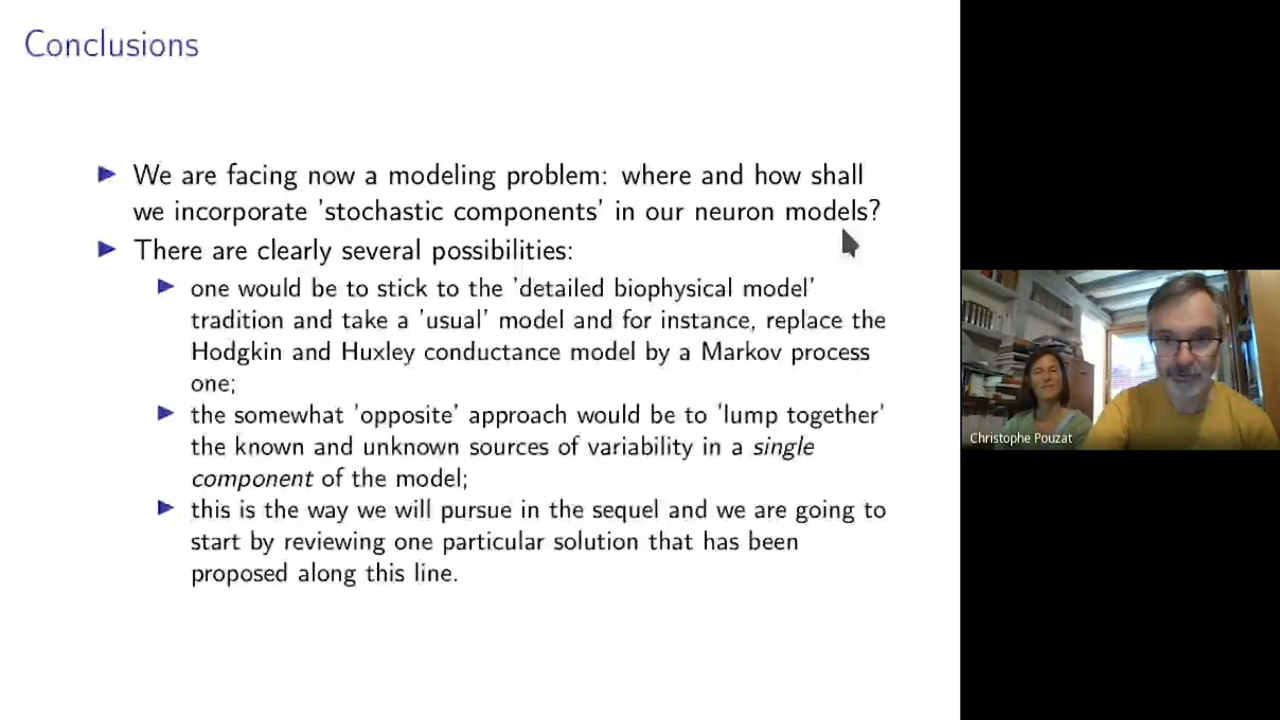 Conclusions
We are facing now a modeling problem: where and how shall
we incorporate 'stochastic components' in our neuron models?
There are clearly several possibilities:
one would be to stick to the 'detailed biophysical model'
tradition and take a 'usual' model and for instance, replace the
Hodgkin and Huxley conductance model by a Markov process
one;
the somewhat 'opposite' approach would be to 'lump together'
the known and unknown sources of variability in a single
component of the model;
this is the way we will pursue in the sequel and we are going to
start by reviewing one particular solution that has been
proposed along this line.
Christophe Pouzat